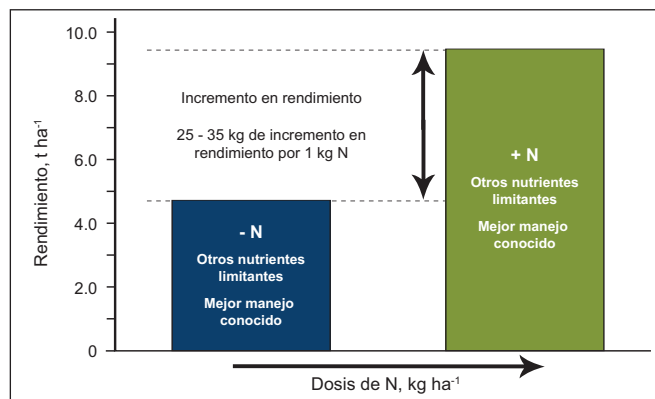 10.0
8.0
6.0
4.0
2.0
0
Rendimiento, t ha-1
Incremento en rendimiento
25 - 35 kg de incremento en
rendimiento por 1 kg N
- N
Otros nutrientes
limitantes
Mejor manejo
conocido
+ N
Otros nutrientes
limitantes
Mejor manejo
conocido
Dosis de N, kg ha-1